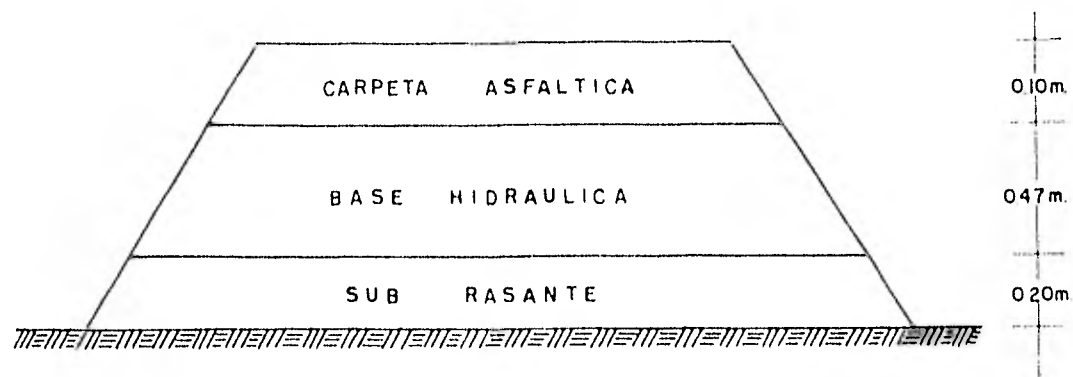 CARPETA ASFALTICA
0.10m.
BASE HIDRAULICA
0.47m.
SUB RASANTE
0.20m.